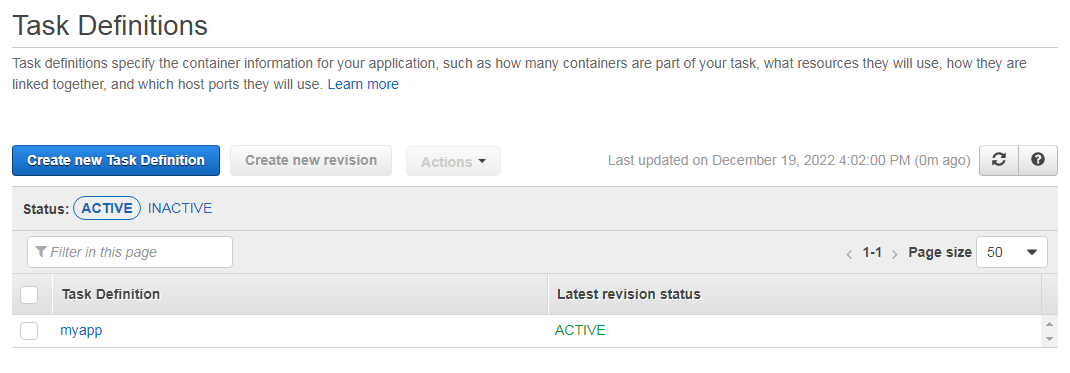 Task Definitions
Task definitions specify the container information for your application, such as how many containers are part of your task, what resources they will use, how they are
linked together, and which host ports they will use. Learn more
Create new Task Definition Create new revision Actions Last updated on December 19, 2022 4:02:00 PM (0m ago)
Status: ACTIVE INACTIVE
Filter in this page 1-1 Page size 50
Task Definition Latest revision status
myapp ACTIVE